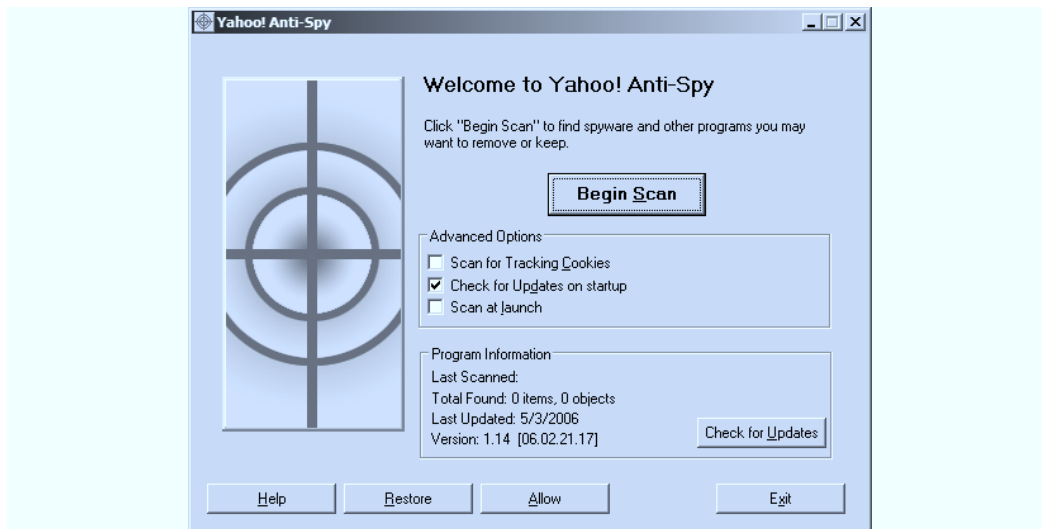 Yahoo! Anti-Spy
Welcome to Yahoo! Anti-Spy
Click "Begin Scan" to find spyware and other programs you may
want to remove or keep.
Begin Scan
Advanced Options
Scan for Tracking Cookies
Check for Updates on startup
Scan at launch
Program Information
Last Scanned:
Total Found: 0 items, 0 objects
Last Updated: 5/3/2006
Version: 1.14 [06.02.21.17]
Check for Updates
Help Restore Allow Exit